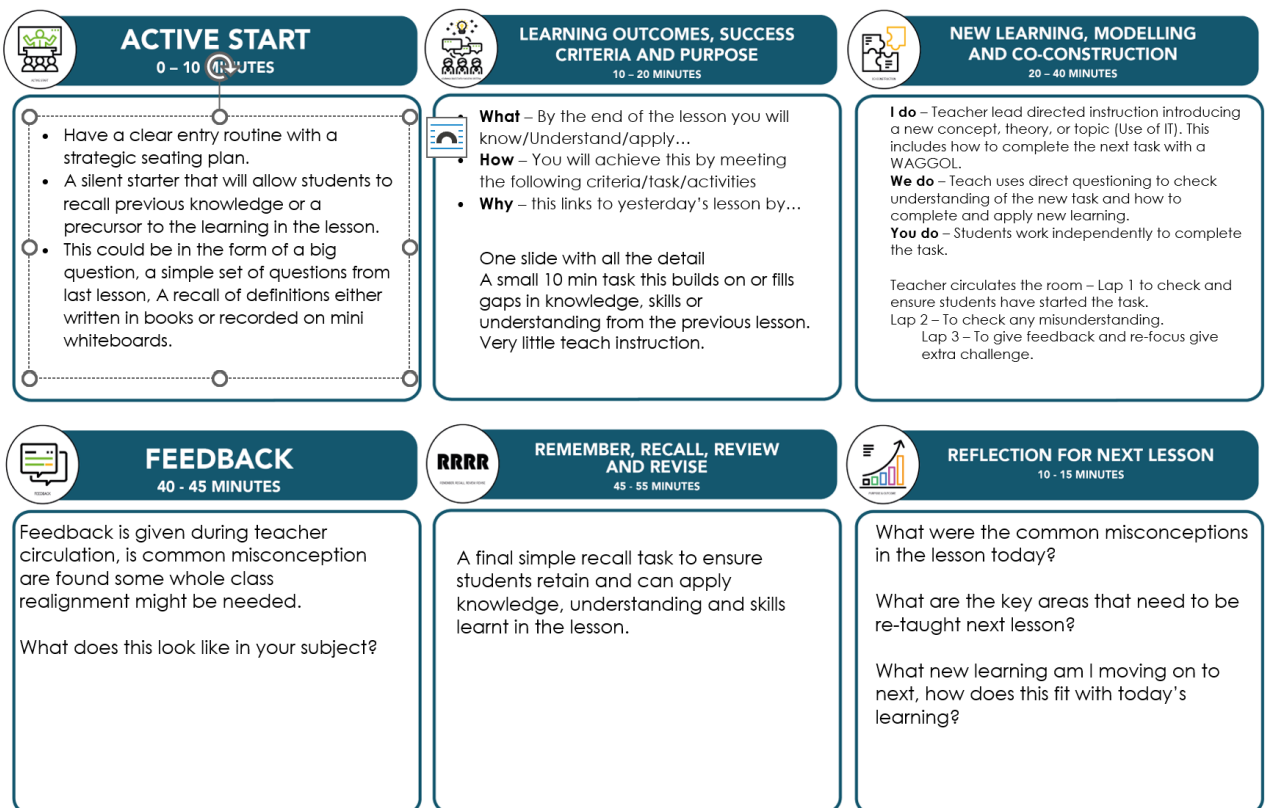 ACTIVE START
0 – 10 MINUTES
• Have a clear entry routine with a
strategic seating plan.
• A silent starter that will allow students to
recall previous knowledge or a
precursor to the learning in the lesson.
• This could be in the form of a big
question, a simple set of questions from
last lesson, A recall of definitions either
written in books or recorded on mini
whiteboards.
LEARNING OUTCOMES, SUCCESS
CRITERIA AND PURPOSE
10 – 20 MINUTES
• What – By the end of the lesson you will
know/Understand/apply…
• How – You will achieve this by meeting
the following criteria/task/activities
• Why – this links to yesterday's lesson by…
One slide with all the detail
A small 10 min task this builds on or fills
gaps in knowledge, skills or
understanding from the previous lesson.
Very little teach instruction.
NEW LEARNING, MODELLING
AND CO-CONSTRUCTION
20 – 40 MINUTES
I do – Teacher lead directed instruction introducing
a new concept, theory, or topic (Use of IT). This
includes how to complete the next task with a
WAGGOL.
We do – Teach uses direct questioning to check
understanding of the new task and how to
complete and apply new learning.
You do – Students work independently to complete
the task.
Teacher circulates the room – Lap 1 to check and
ensure students have started the task.
Lap 2 – To check any misunderstanding.
Lap 3 – To give feedback and re-focus give
extra challenge.
FEEDBACK
FEEDBACK
40 - 45 MINUTES
Feedback is given during teacher
circulation, is common misconception
are found some whole class
realignment might be needed.
What does this look like in your subject?
RRRR
REMEMBER, RECALL, REVIEW
AND REVISE
45 - 55 MINUTES
A final simple recall task to ensure
students retain and can apply
knowledge, understanding and skills
learnt in the lesson.
REFLECTION FOR NEXT LESSON
10 - 15 MINUTES
What were the common misconceptions
in the lesson today?
What are the key areas that need to be
re-taught next lesson?
What new learning am I moving on to
next, how does this fit with today's
learning?